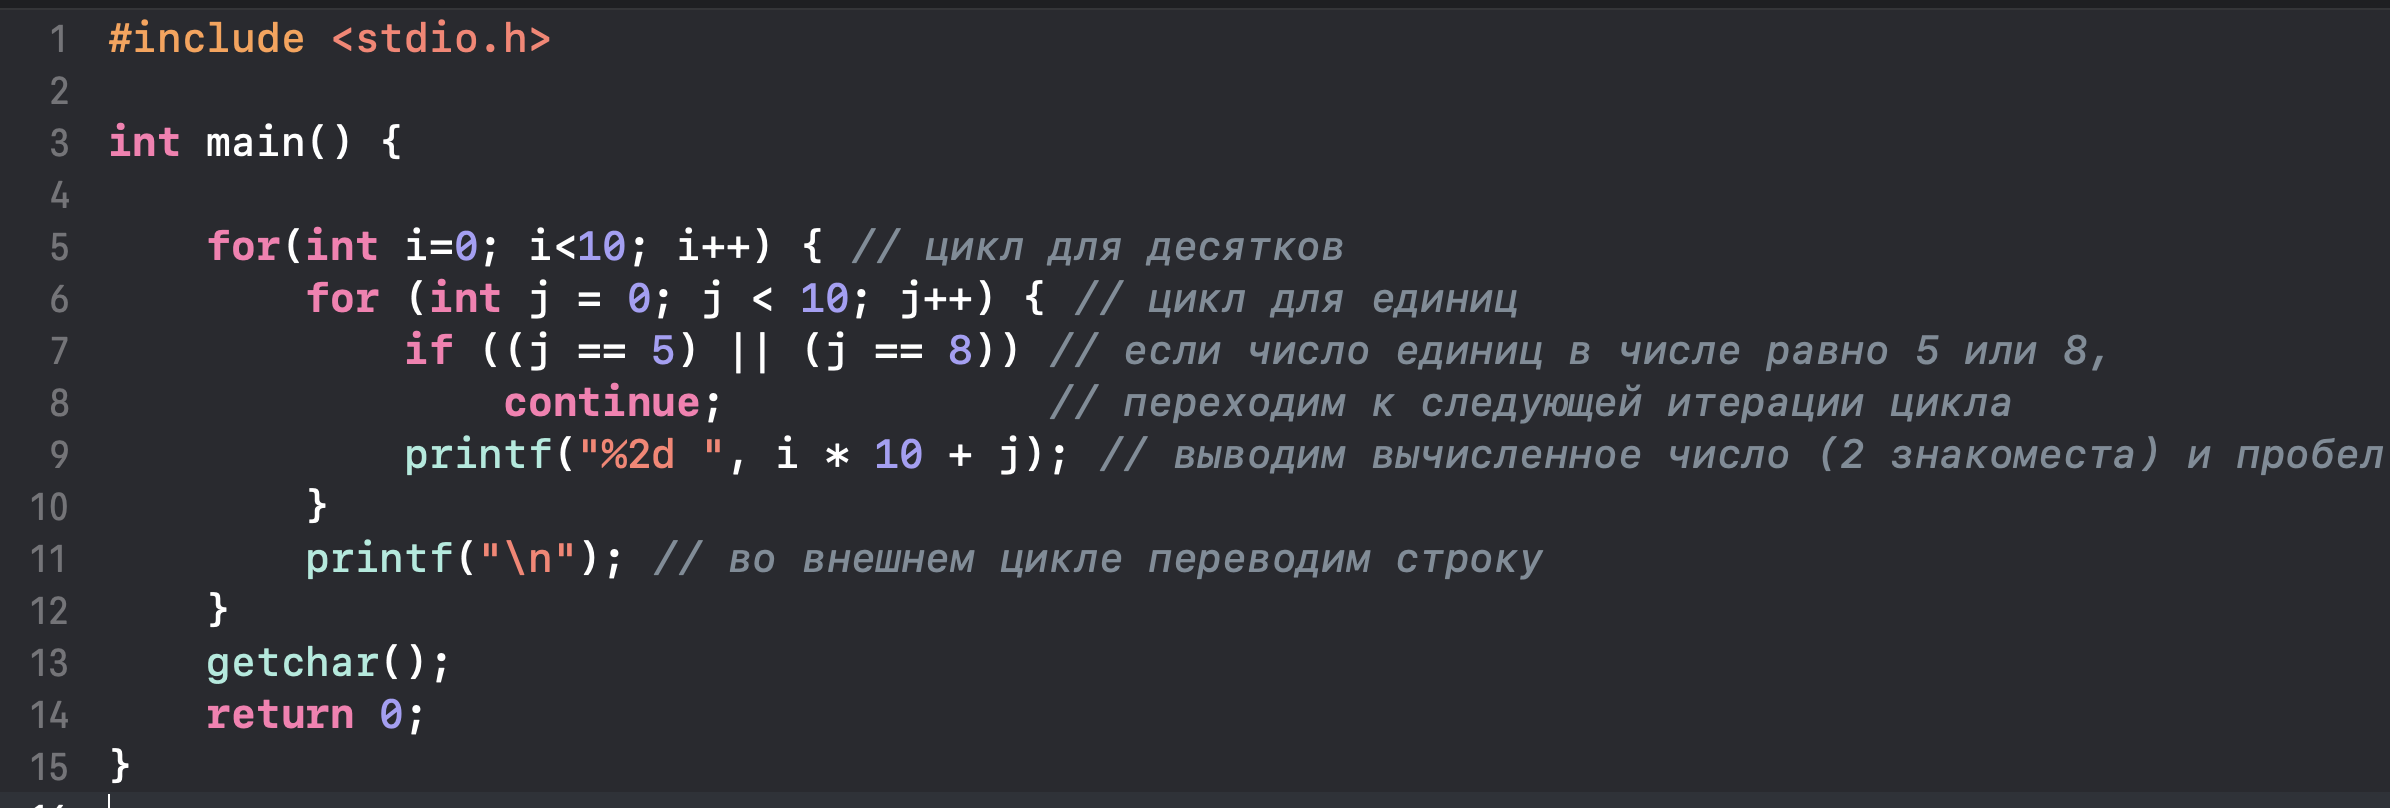 1 #include <stdio.h>
2
3 int main() {
4
5     for(int i=0; i<10; i++) { // цикл для десятков
6         for (int j = 0; j < 10; j++) { // цикл для единиц
7             if ((j == 5) || (j == 8)) // если число единиц в числе равно 5 или 8,
8                 continue;             // переходим к следующей итерации цикла
9             printf("%2d ", i * 10 + j); // выводим вычисленное число (2 знакоместа) и пробел
10         }
11         printf("\n"); // во внешнем цикле переводим строку
12     }
13     getchar();
14     return 0;
15 }